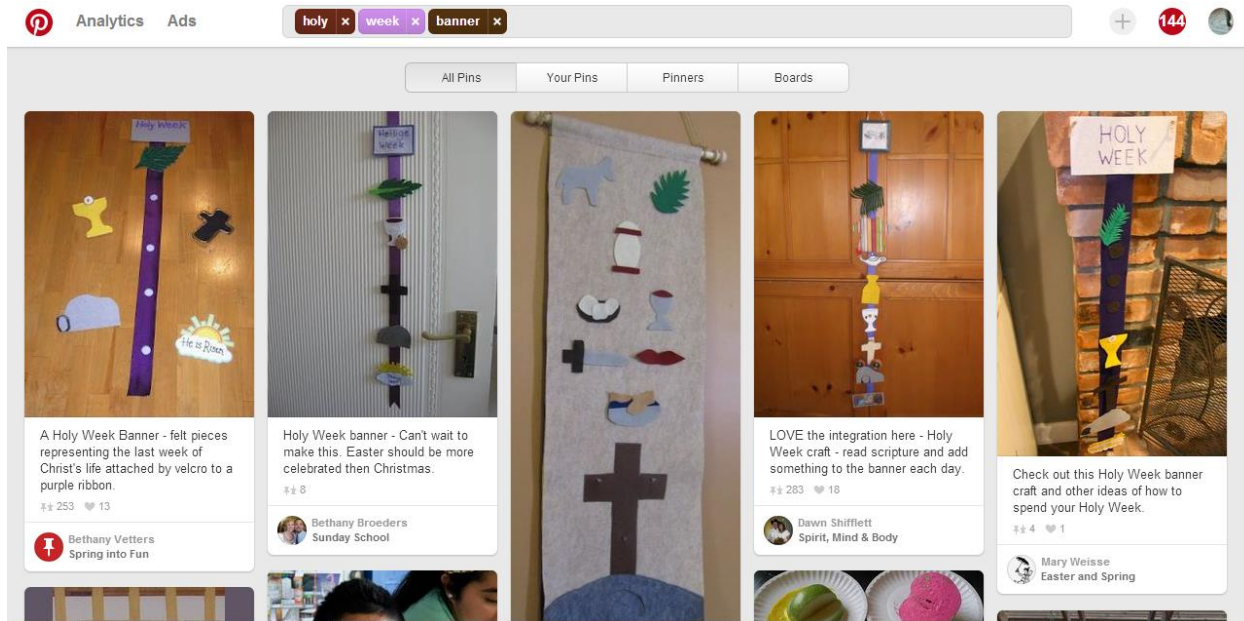 Analytics Ads holy × week × banner × + 144
All Pins Your Pins Pinners Boards
Holy Week
He is Risen
A Holy Week Banner - felt pieces
representing the last week of
Christ's life attached by velcro to a
purple ribbon.
253 13
Bethany Vetters
Spring into Fun
Heilige
Week
Holy Week banner - Can't wait to
make this. Easter should be more
celebrated then Christmas.
8
Bethany Broeders
Sunday School
LOVE the integration here - Holy
Week craft - read scripture and add
something to the banner each day.
283 18
Dawn Shifflett
Spirit, Mind & Body
HOLY
WEEK
Check out this Holy Week banner
craft and other ideas of how to
spend your Holy Week.
4 1
Mary Weisse
Easter and Spring